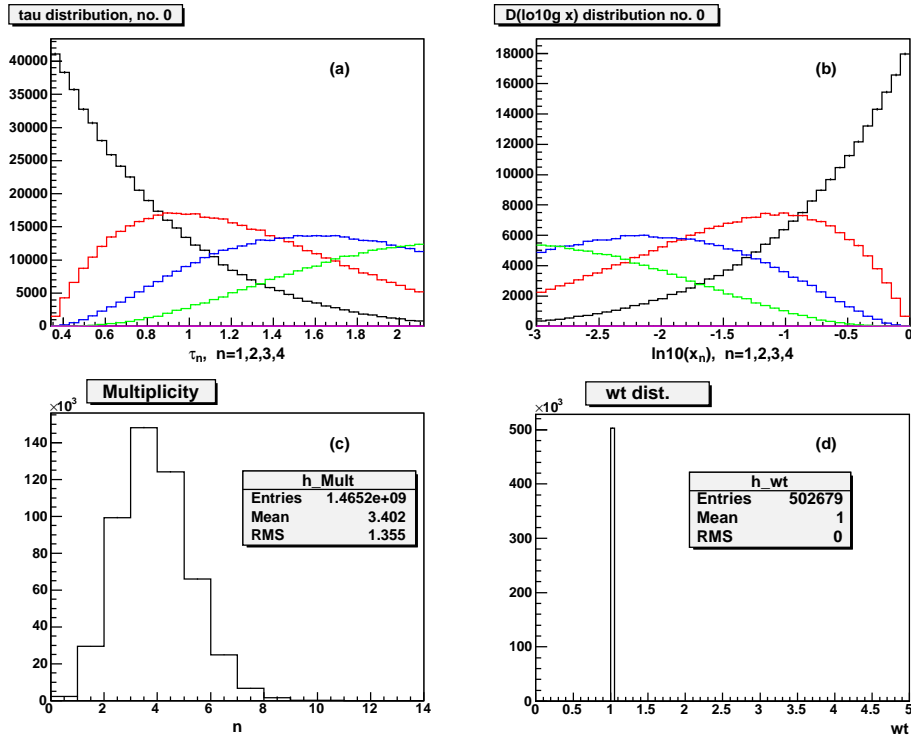 tau distribution, no. 0
(a)
40000
35000
30000
25000
20000
15000
10000
5000
0
0.4 0.6 0.8 1 1.2 1.4 1.6 1.8 2
τn, n=1,2,3,4
D(lo10g x) distribution no. 0
(b)
18000
16000
14000
12000
10000
8000
6000
4000
2000
0
-3 -2.5 -2 -1.5 -1 -0.5 0
ln10(xn), n=1,2,3,4
Multiplicity
×10³
(c)
140
120
100
80
60
40
20
0
0 2 4 6 8 10 12 14
n
h_Mult
Entries 1.4652e+09
Mean 3.402
RMS 1.355
wt dist.
×10³
(d)
500
400
300
200
100
0
0 0.5 1 1.5 2 2.5 3 3.5 4 4.5 5
wt
h_wt
Entries 502679
Mean 1
RMS 0